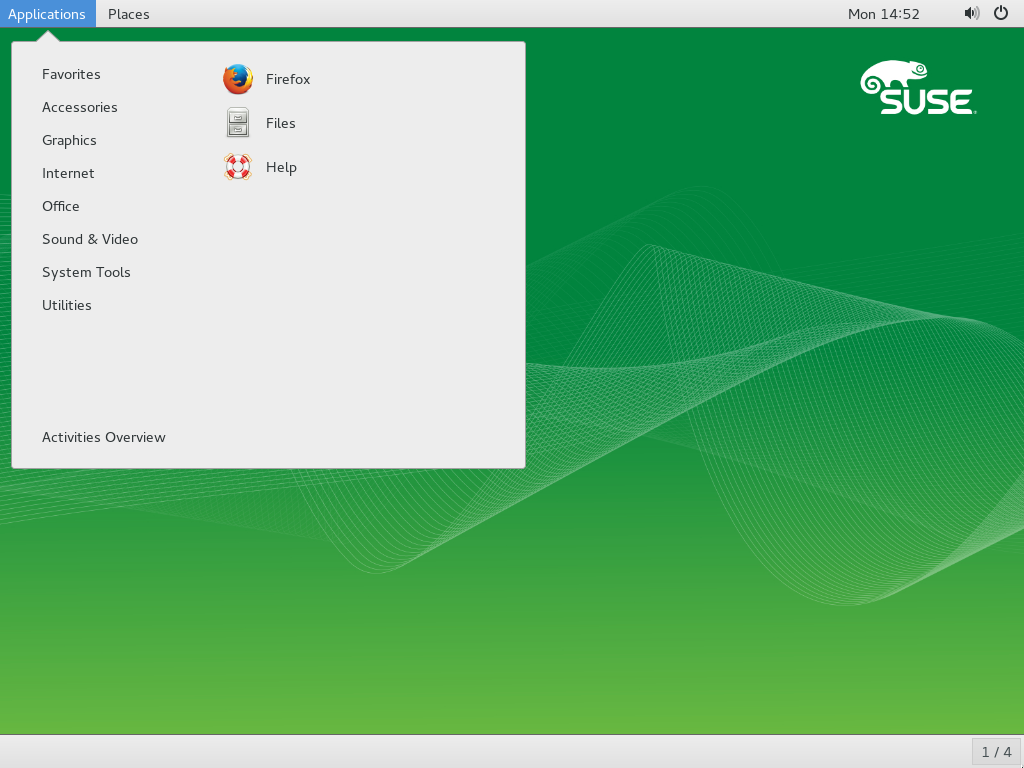 Applications Places Mon 14:52
SUSE
Favorites
Accessories
Graphics
Internet
Office
Sound & Video
System Tools
Utilities
Activities Overview
Firefox
Files
Help
1 / 4